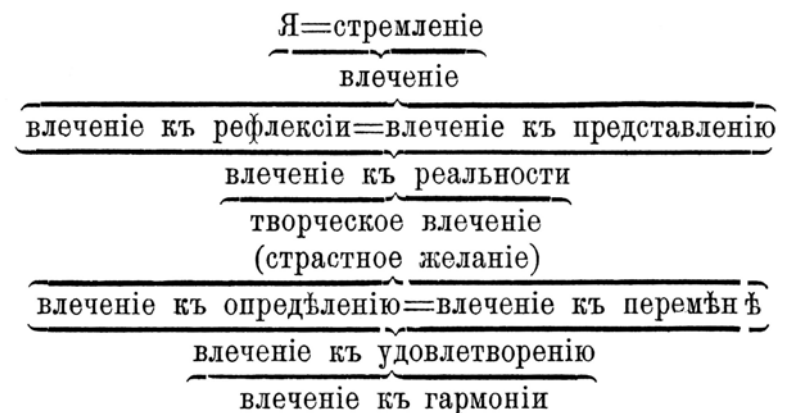 Я=стремленіе
влеченіе
влеченіе къ рефлексіи=влеченіе къ представленію
влеченіе къ реальности
творческое влеченіе
(страстное желаніе)
влеченіе къ опредѣленію=влеченіе къ перемѣнѣ
влеченіе къ удовлетворенію
влеченіе къ гармоніи